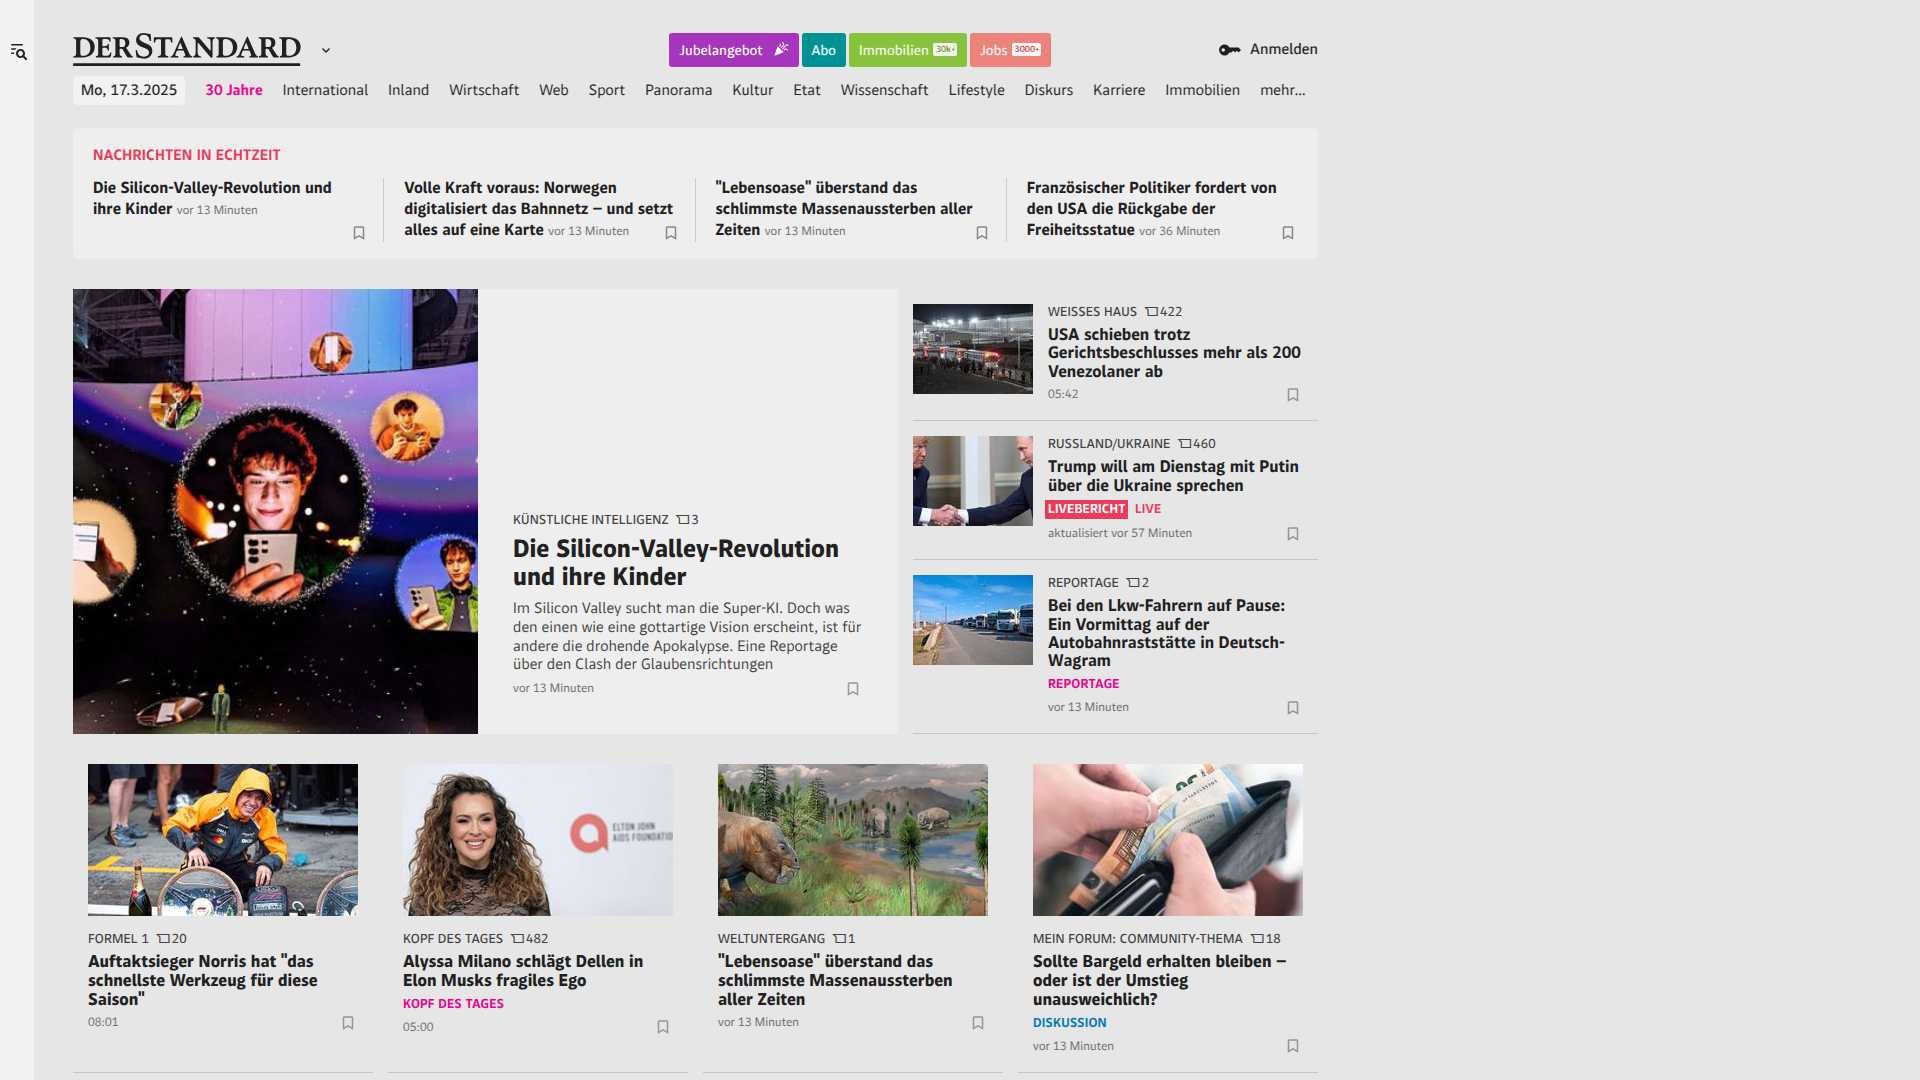 DERSTANDARD
Jubelangebot
Abo
Immobilien 30k+
Jobs 3000+
Anmelden
Mo, 17.3.2025
30 Jahre
International
Inland
Wirtschaft
Web
Sport
Panorama
Kultur
Etat
Wissenschaft
Lifestyle
Diskurs
Karriere
Immobilien
mehr...
NACHRICHTEN IN ECHTZEIT
Die Silicon-Valley-Revolution und
ihre Kinder vor 13 Minuten
Volle Kraft voraus: Norwegen
digitalisiert das Bahnnetz – und setzt
alles auf eine Karte vor 13 Minuten
"Lebensoase" überstand das
schlimmste Massenaussterben aller
Zeiten vor 13 Minuten
Französischer Politiker fordert von
den USA die Rückgabe der
Freiheitsstatue vor 36 Minuten
KÜNSTLICHE INTELLIGENZ 3
Die Silicon-Valley-Revolution
und ihre Kinder
Im Silicon Valley sucht man die Super-KI. Doch was
den einen wie eine gottartige Vision erscheint, ist für
andere die drohende Apokalypse. Eine Reportage
über den Clash der Glaubensrichtungen
vor 13 Minuten
WEISSES HAUS 422
USA schieben trotz
Gerichtsbeschlusses mehr als 200
Venezolaner ab
05:42
RUSSLAND/UKRAINE 460
Trump will am Dienstag mit Putin
über die Ukraine sprechen
LIVEBERICHT LIVE
aktualisiert vor 57 Minuten
REPORTAGE 2
Bei den Lkw-Fahrern auf Pause:
Ein Vormittag auf der
Autobahnraststätte in Deutsch-
Wagram
REPORTAGE
vor 13 Minuten
FORMEL 1 20
Auftaktsieger Norris hat "das
schnellste Werkzeug für diese
Saison"
08:01
ELTON JOHN
AIDS FOUNDATIO
KOPF DES TAGES 482
Alyssa Milano schlägt Dellen in
Elon Musks fragiles Ego
KOPF DES TAGES
05:00
WELTUNTERGANG 1
"Lebensoase" überstand das
schlimmste Massenaussterben
aller Zeiten
vor 13 Minuten
MEIN FORUM: COMMUNITY-THEMA 18
Sollte Bargeld erhalten bleiben –
oder ist der Umstieg
unausweichlich?
DISKUSSION
vor 13 Minuten